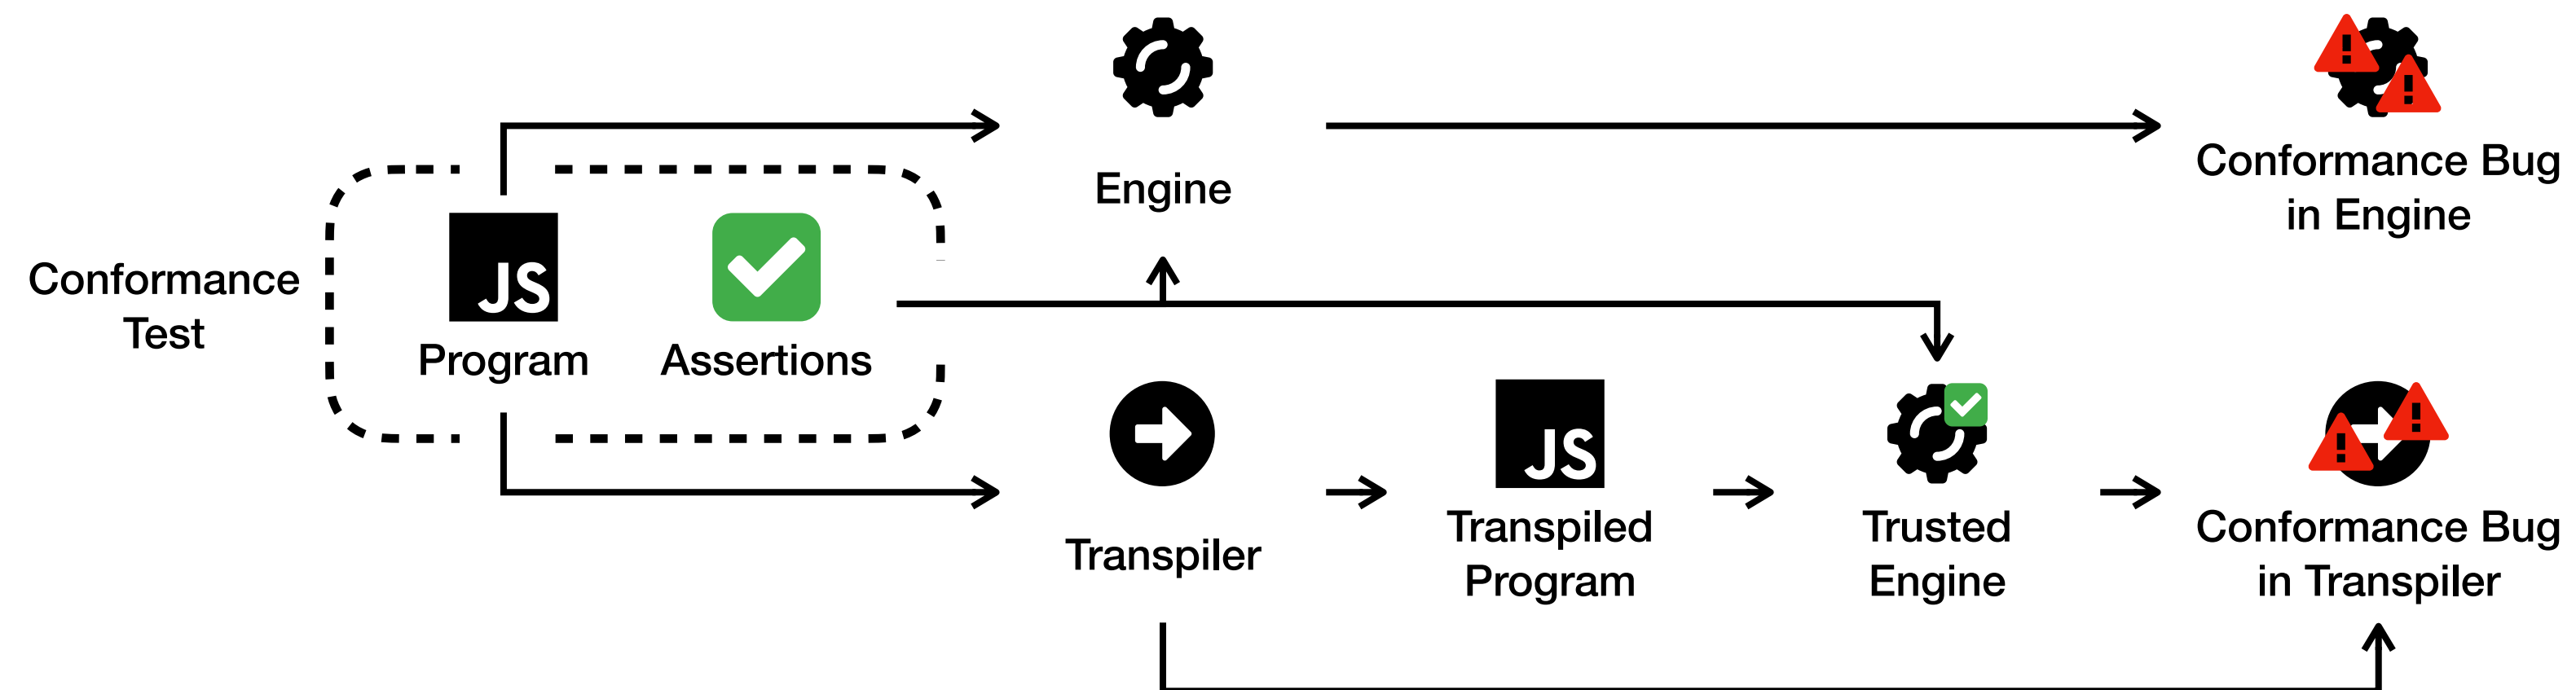 Engine
Conformance Bug
in Engine
Conformance
Test
JS
Program
Assertions
Transpiler
JS
Transpiled
Program
Trusted
Engine
Conformance Bug
in Transpiler